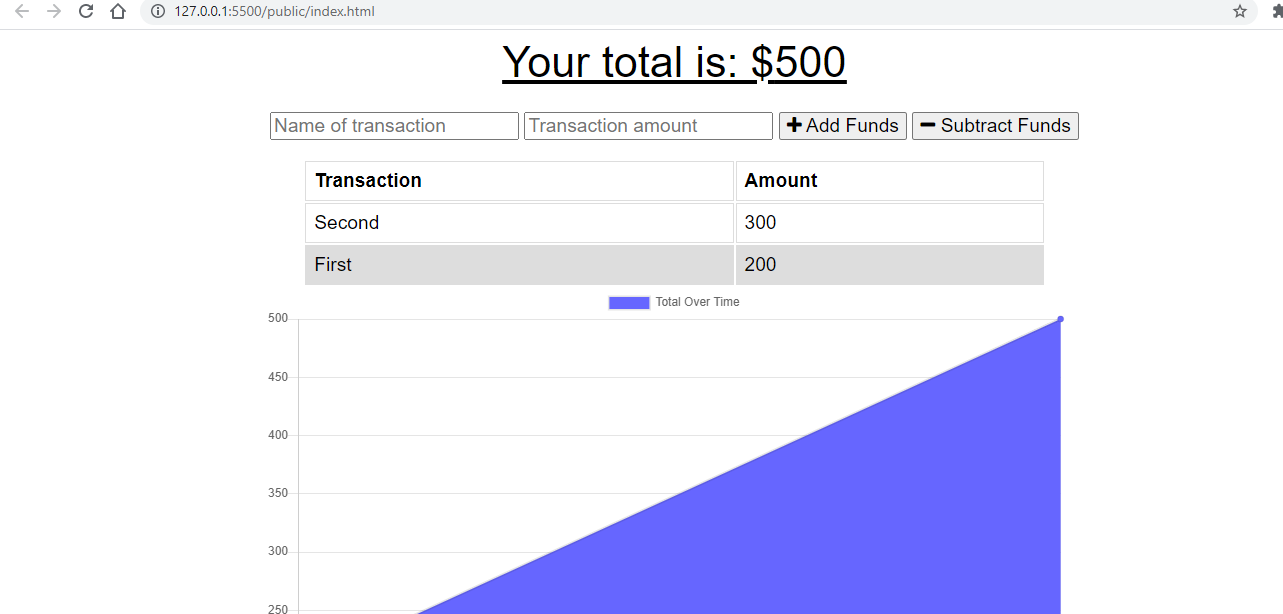 127.0.0.1:5500/public/index.html
Your total is: $500
Name of transaction Transaction amount Add Funds Subtract Funds
Transaction Amount
Second 300
First 200
Total Over Time
500
450
400
350
300
250